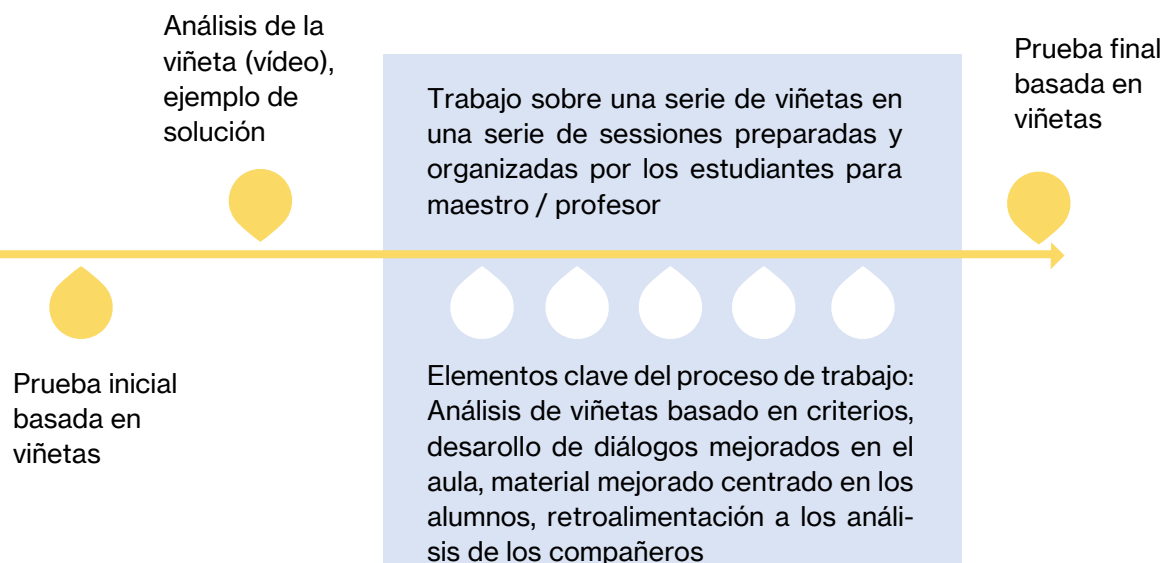 Análisis de la
viñeta (vídeo),
ejemplo de
solución
Trabajo sobre una serie de viñetas en
una serie de sessiones preparadas y
organizadas por los estudiantes para
maestro / profesor
Prueba final
basada en
viñetas
Prueba inicial
basada en
viñetas
Elementos clave del proceso de trabajo:
Análisis de viñetas basado en criterios,
desarollo de diálogos mejorados en el
aula, material mejorado centrado en los
alumnos, retroalimentación a los análi-
sis de los compañeros